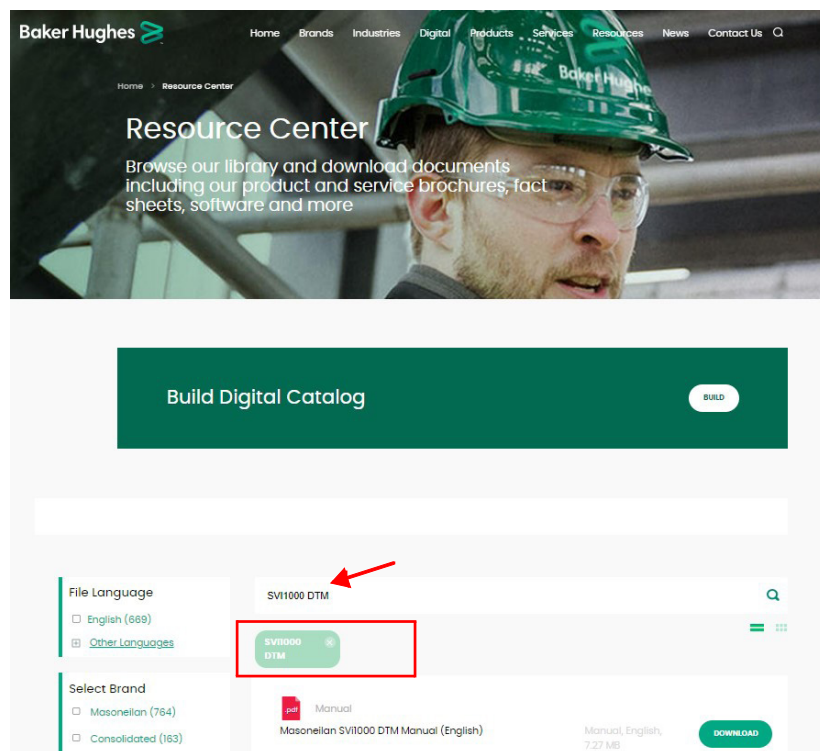 Baker Hughes
Home Brands Industries Digital Products Services Resources News Contact Us
Home > Resource Center
Baker Hughes
Resource Center
Browse our library and download documents
including our product and service brochures, fact
sheets, software and more
Build Digital Catalog
BUILD
File Language
English (669)
Other Languages
SVI1000 DTM
SVI1000
DTM
Select Brand
Masoneilan (764)
Consolidated (163)
.pdf
Manual
Masoneilan SVi1000 DTM Manual (English)
Manual, English,
7.27 MB
DOWNLOAD